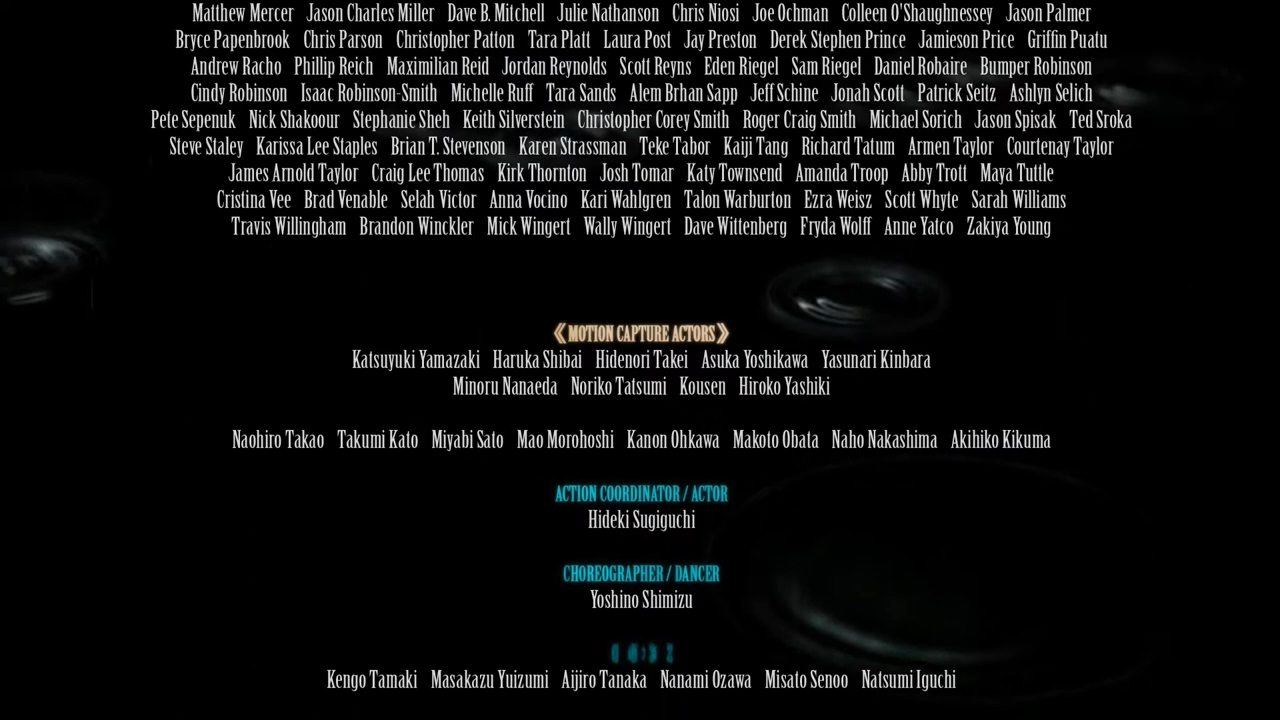 Matthew Mercer Jason Charles Miller Dave B. Mitchell Julie Nathanson Chris Niosi Joe Ochman Colleen O'Shaughnessey Jason Palmer
Bryce Papenbrook Chris Parson Christopher Patton Tara Platt Laura Post Jay Preston Derek Stephen Prince Jamieson Price Griffin Puatu
Andrew Racho Phillip Reich Maximilian Reid Jordan Reynolds Scott Reyns Eden Riegel Sam Riegel Daniel Robaire Bumper Robinson
Cindy Robinson Isaac Robinson-Smith Michelle Ruff Tara Sands Alem Brhan Sapp Jeff Schine Jonah Scott Patrick Seitz Ashlyn Selich
Pete Sepenuk Nick Shakoour Stephanie Sheh Keith Silverstein Christopher Corey Smith Roger Craig Smith Michael Sorich Jason Spisak Ted Sroka
Steve Staley Karissa Lee Staples Brian T. Stevenson Karen Strassman Teke Tabor Kaiji Tang Richard Tatum Armen Taylor Courtenay Taylor
James Arnold Taylor Craig Lee Thomas Kirk Thornton Josh Tomar Katy Townsend Amanda Troop Abby Trott Maya Tuttle
Cristina Vee Brad Venable Selah Victor Anna Vocino Kari Wahlgren Talon Warburton Ezra Weisz Scott Whyte Sarah Williams
Travis Willingham Brandon Winckler Mick Wingert Wally Wingert Dave Wittenberg Fryda Wolff Anne Yatco Zakiya Young
《MOTION CAPTURE ACTORS》
Katsuyuki Yamazaki Haruka Shibai Hidenori Takei Asuka Yoshikawa Yasunari Kinbara
Minoru Nanaeda Noriko Tatsumi Kousen Hiroko Yashiki
Naohiro Takao Takumi Kato Miyabi Sato Mao Morohoshi Kanon Ohkawa Makoto Obata Naho Nakashima Akihiko Kikuma
ACTION COORDINATOR / ACTOR
Hideki Sugiguchi
CHOREOGRAPHER / DANCER
Yoshino Shimizu
Kengo Tamaki Masakazu Yuizumi Aijiro Tanaka Nanami Ozawa Misato Senoo Natsumi Iguchi